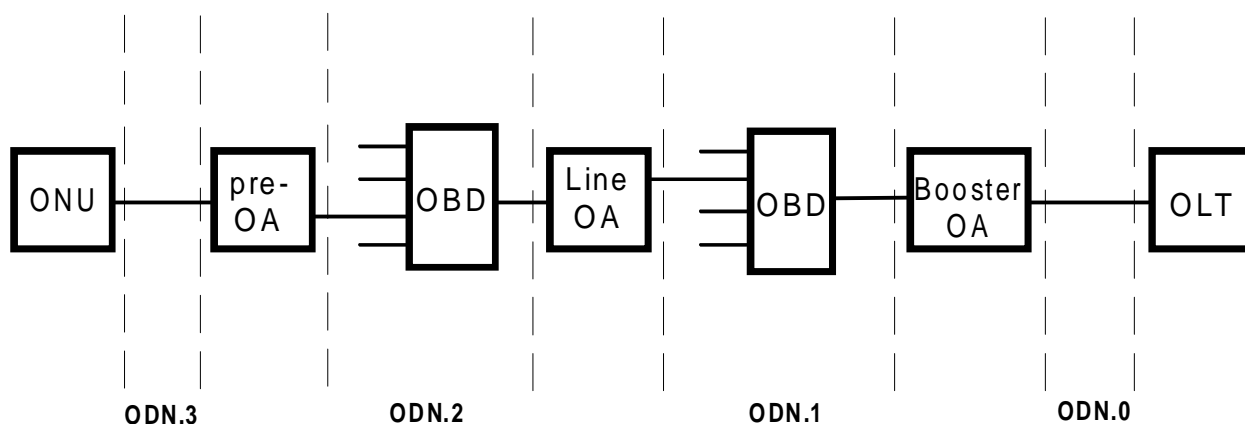 ONU
pre-
OA
OBD
Line
OA
OBD
Booster
OA
OLT
ODN.3
ODN.2
ODN.1
ODN.0